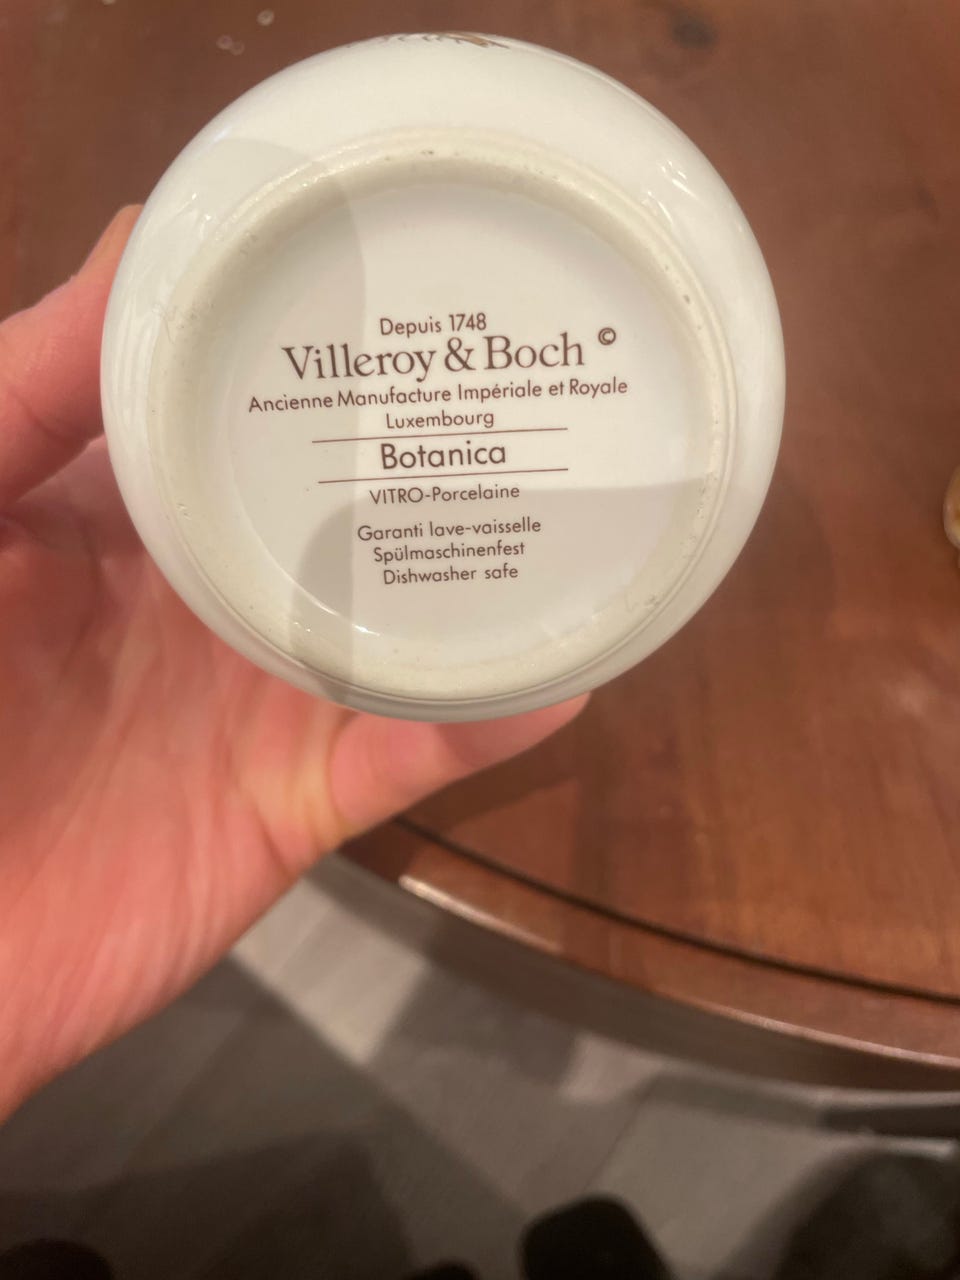 Depuis 1748
Villeroy & Boch ©
Ancienne Manufacture Impériale et Royale
Luxembourg
Botanica
VITRO-Porcelaine
Garanti lave-vaisselle
Spülmaschinenfest
Dishwasher safe